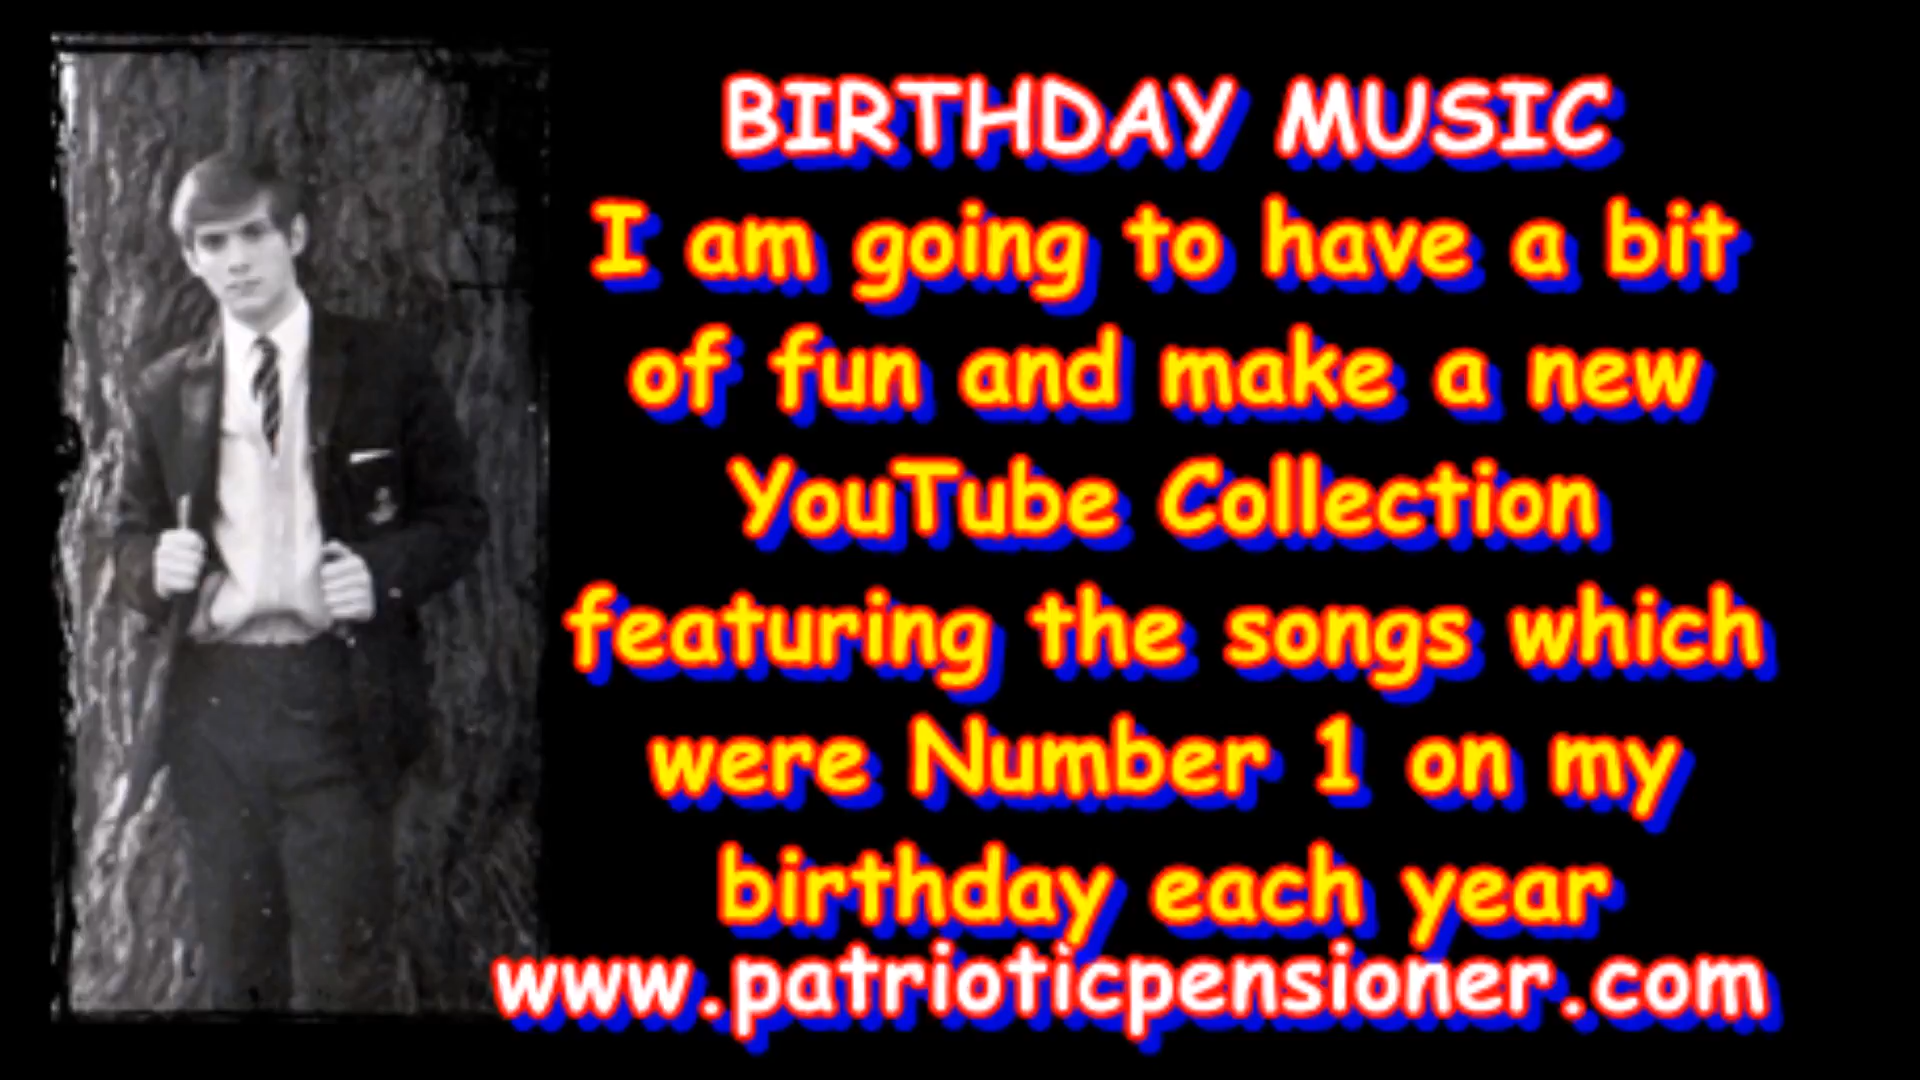 BIRTHDAY MUSIC
I am going to have a bit
of fun and make a new
YouTube Collection
featuring the songs which
were Number 1 on my
birthday each year
www.patrioticpensioner.com